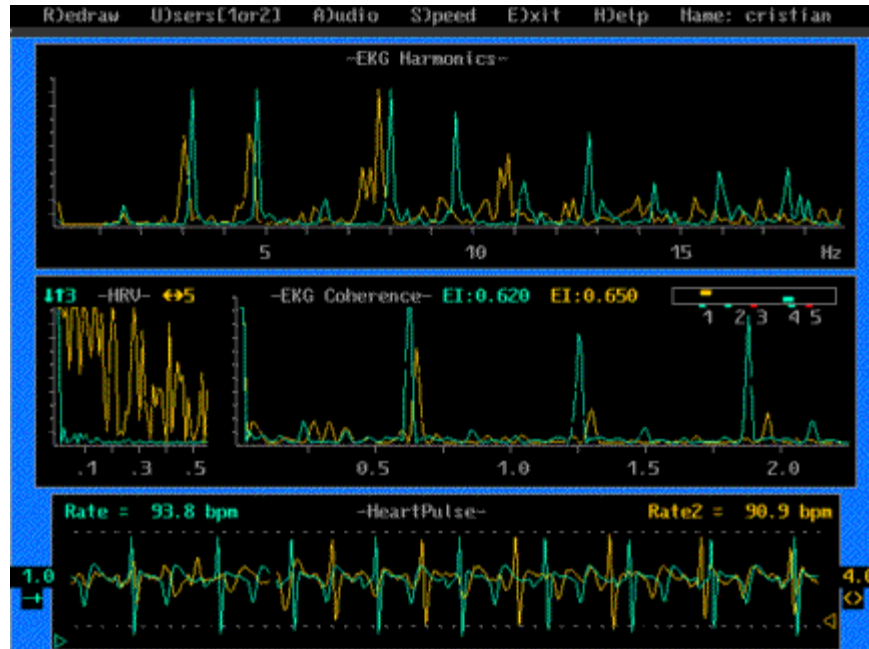 R)edraw U)sers[1or2] A)udio S)peed E)xit H)elp Name: cristian
~EKG Harmonics~
5 10 15 Hz
↓↑3 -HRV- ↔5 -EKG Coherence- EI:0.620 EI:0.650
1 2 3 4 5
.1 .3 .5 0.5 1.0 1.5 2.0
Rate = 93.8 bpm -HeartPulse- Rate2 = 90.9 bpm
1.0 4.0